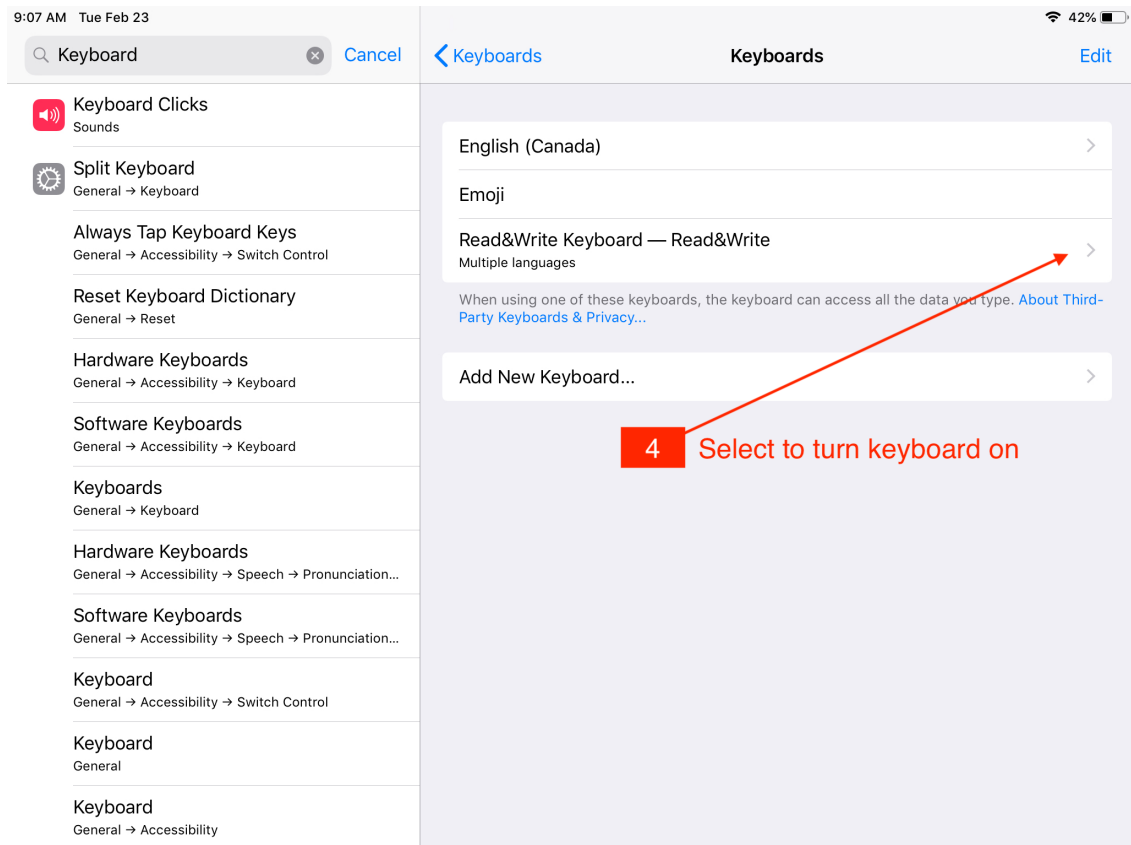 9:07 AM Tue Feb 23
42%
Keyboard
Cancel
Keyboard Clicks
Sounds
Split Keyboard
General → Keyboard
Always Tap Keyboard Keys
General → Accessibility → Switch Control
Reset Keyboard Dictionary
General → Reset
Hardware Keyboards
General → Accessibility → Keyboard
Software Keyboards
General → Accessibility → Keyboard
Keyboards
General → Keyboard
Hardware Keyboards
General → Accessibility → Speech → Pronunciation...
Software Keyboards
General → Accessibility → Speech → Pronunciation...
Keyboard
General → Accessibility → Switch Control
Keyboard
General
Keyboard
General → Accessibility
Keyboards
Keyboards
Edit
English (Canada)
Emoji
Read&Write Keyboard — Read&Write
Multiple languages
When using one of these keyboards, the keyboard can access all the data you type. About Third-
Party Keyboards & Privacy...
Add New Keyboard...
4 Select to turn keyboard on